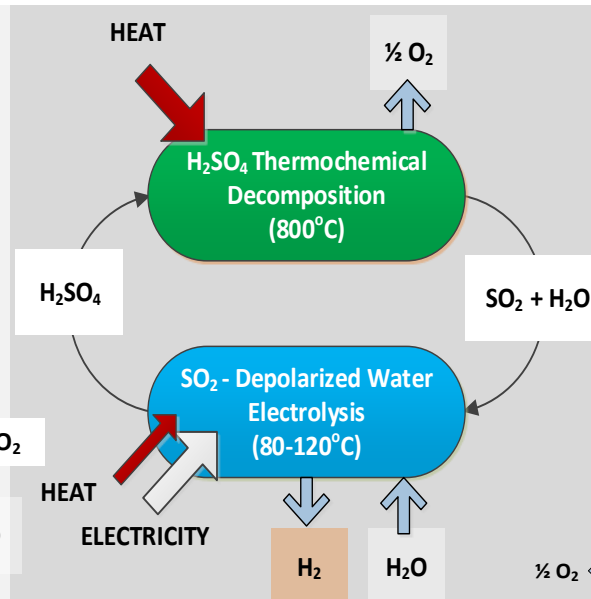 HEAT
½ O₂
H₂SO₄ Thermochemical
Decomposition
(800°C)
H₂SO₄
SO₂ + H₂O
SO₂ - Depolarized Water
Electrolysis
(80-120°C)
O₂
HEAT
ELECTRICITY
H₂
H₂O
½ O₂